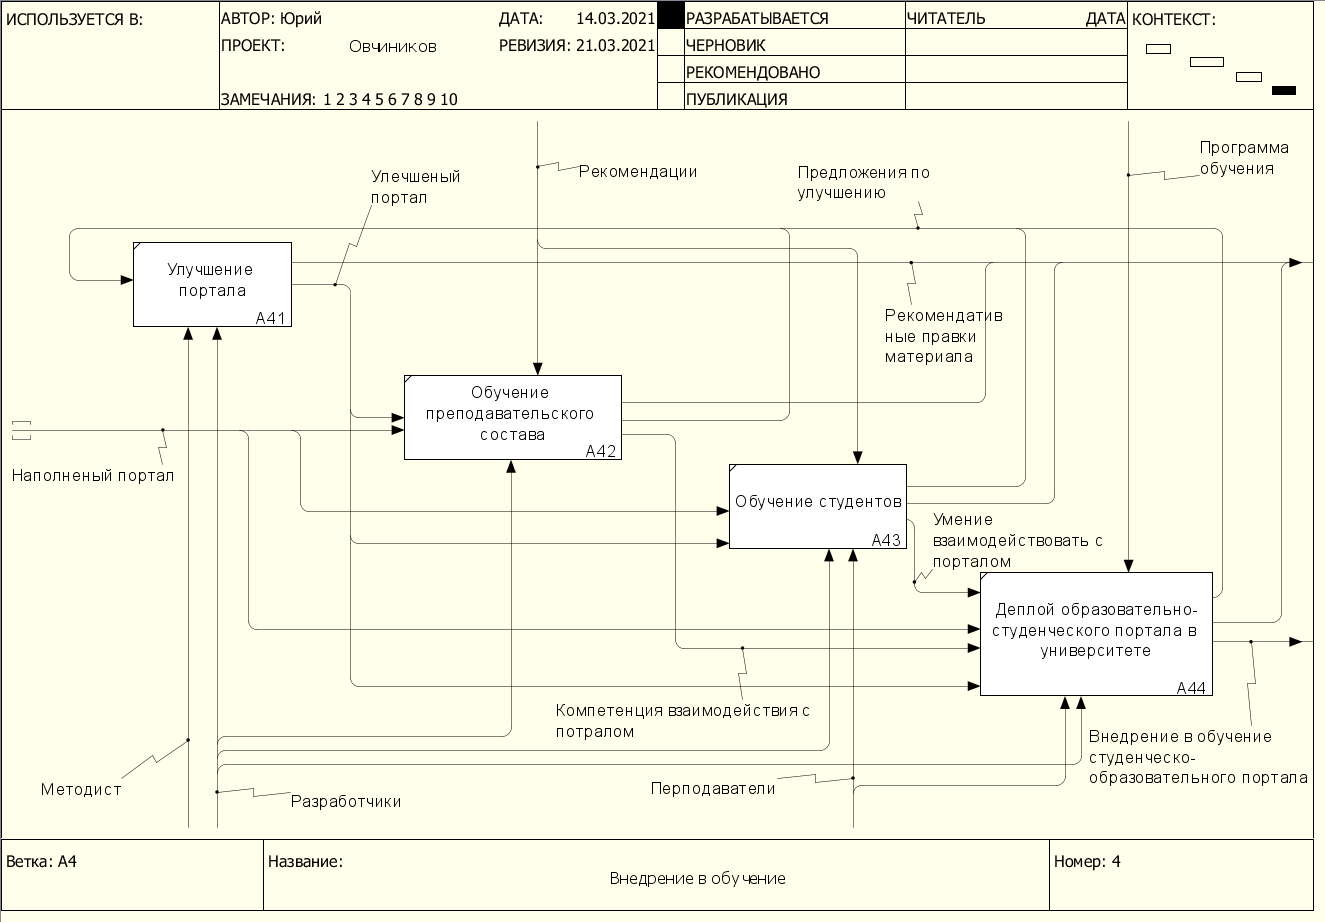 ИСПОЛЬЗУЕТСЯ В:
АВТОР: Юрий
ДАТА: 14.03.2021
РАЗРАБАТЫВАЕТСЯ
ЧИТАТЕЛЬ
ДАТА
КОНТЕКСТ:
ПРОЕКТ: Овчиников
РЕВИЗИЯ: 21.03.2021
ЧЕРНОВИК
РЕКОМЕНДОВАНО
ЗАМЕЧАНИЯ: 1 2 3 4 5 6 7 8 9 10
ПУБЛИКАЦИЯ
Программа
обучения
Рекомендации
Предложения по
улучшению
Улечшеный
портал
Улучшение
портала
A41
Рекомендатив
ные правки
материала
Обучение
преподавательского
состава
A42
Наполненый портал
Обучение студентов
A43
Умение
взаимодействовать с
порталом
Деплой образовательно-
студенческого портала в
университете
A44
Компетенция взаимодействия с
потралом
Внедрение в обучение
студенческо-
образовательного портала
Методист
Разработчики
Перподаватели
Ветка: A4
Название:
Внедрение в обучение
Номер: 4